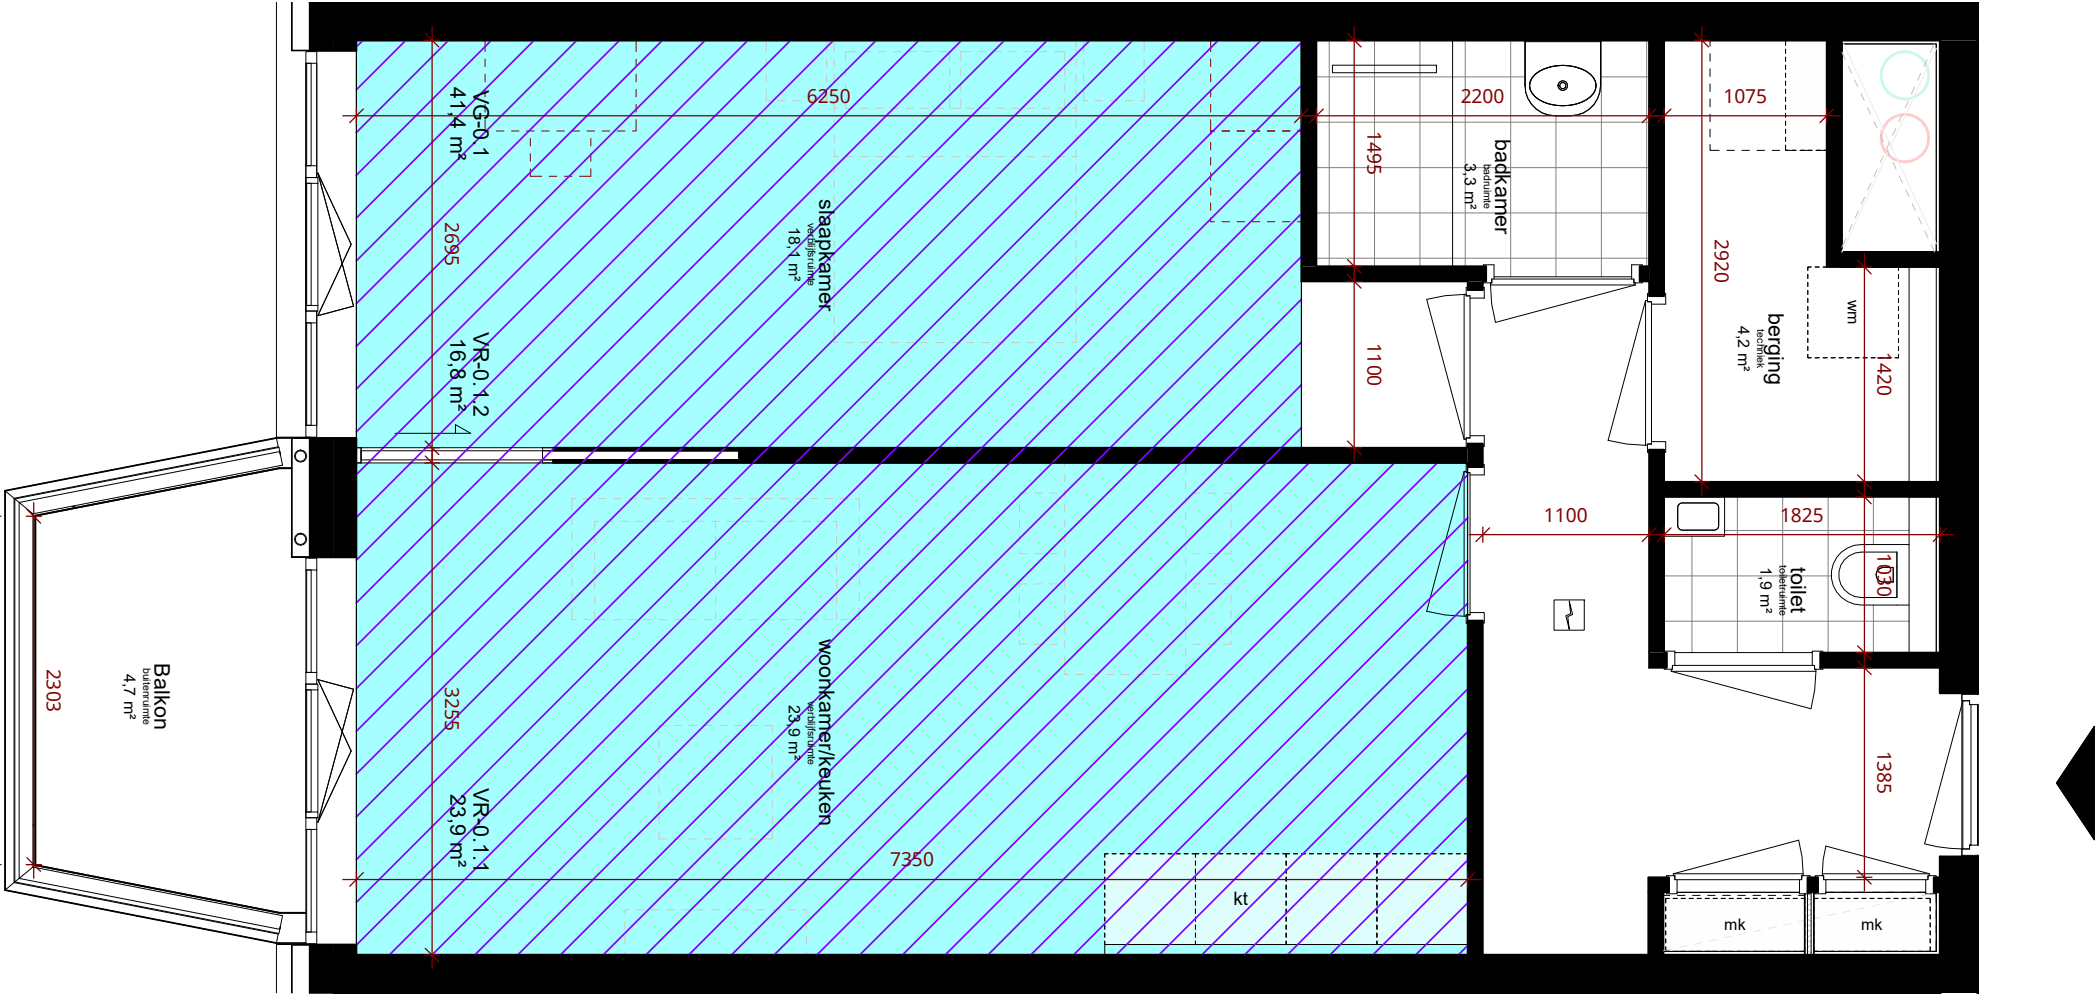 VG-0.1
41,4 m²
6250
2695
slaapkamer
verblijfsruimte
18,1 m²
VR-0.1.2
16,8 m²
2200
1495
badkamer
badruimte
3,3 m²
1100
1075
2920
berging
techniek
4,2 m²
wm
1420
1100
1825
toilet
toiletruimte
1,9 m²
1030
1385
Balkon
buitenruimte
4,7 m²
2303
3255
woonkamer/keuken
verblijfsruimte
23,9 m²
VR-0.1.1
23,9 m²
7350
kt
mk
mk